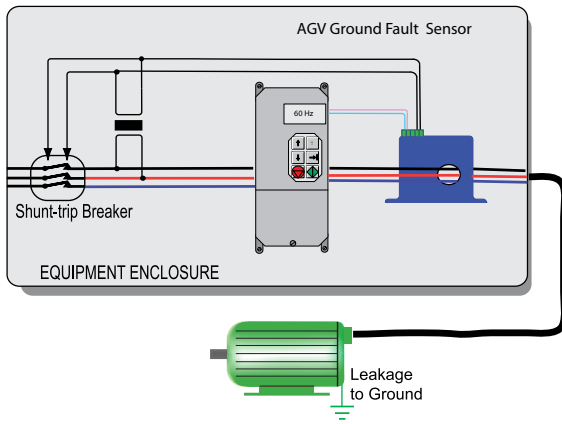 AGV Ground Fault Sensor
60 Hz
Shunt-trip Breaker
EQUIPMENT ENCLOSURE
Leakage
to Ground